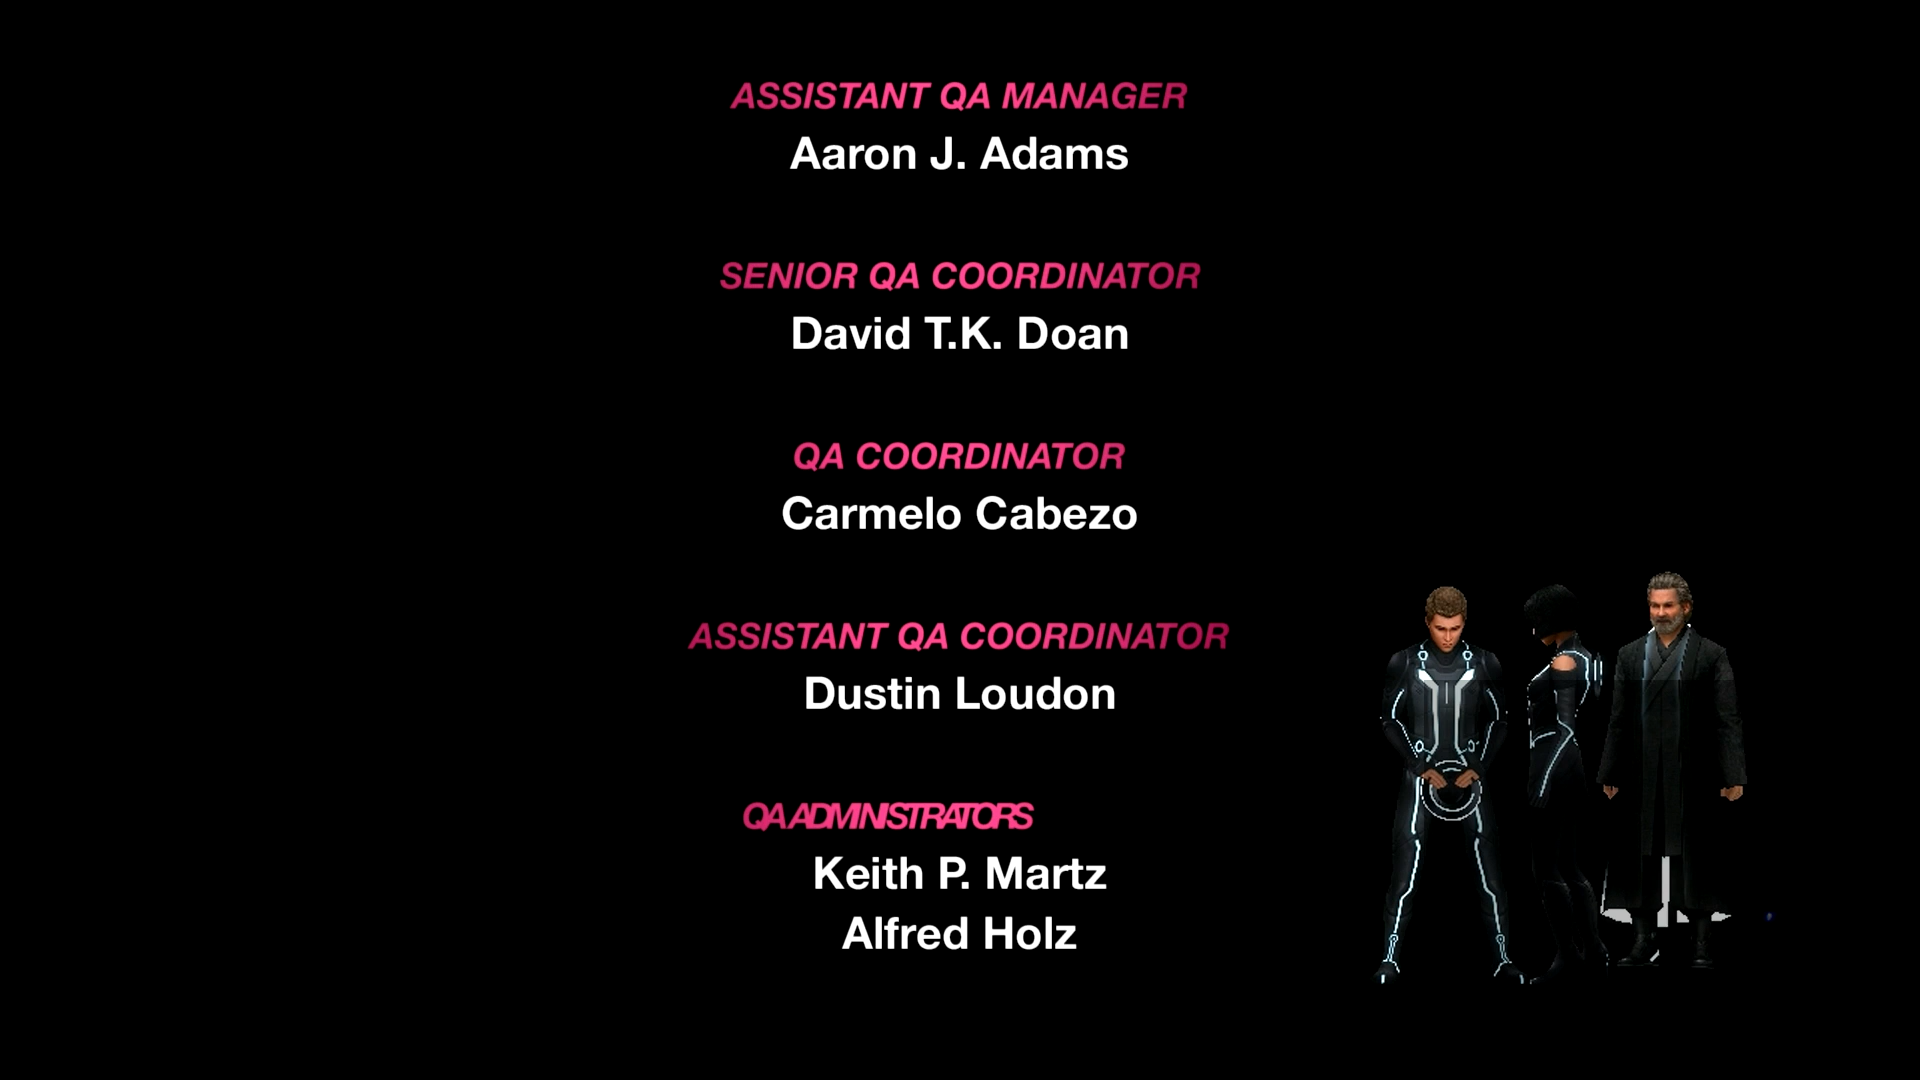 ASSISTANT QA MANAGER
Aaron J. Adams
SENIOR QA COORDINATOR
David T.K. Doan
QA COORDINATOR
Carmelo Cabezo
ASSISTANT QA COORDINATOR
Dustin Loudon
QA ADMINISTRATORS
Keith P. Martz
Alfred Holz